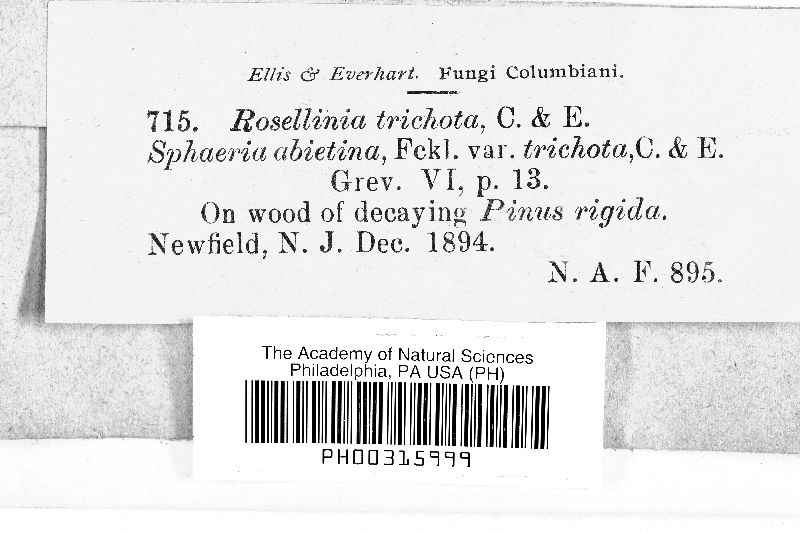 Ellis & Everhart. Fungi Columbiani.
715. Rosellinia trichota, C. & E.
Sphaeria abietina, Fckl. var. trichota, C. & E.
Grev. VI, p. 13.
On wood of decaying Pinus rigida.
Newfield, N. J. Dec. 1894.
N. A. F. 895.
The Academy of Natural Sciences
Philadelphia, PA USA (PH)
PH00315999